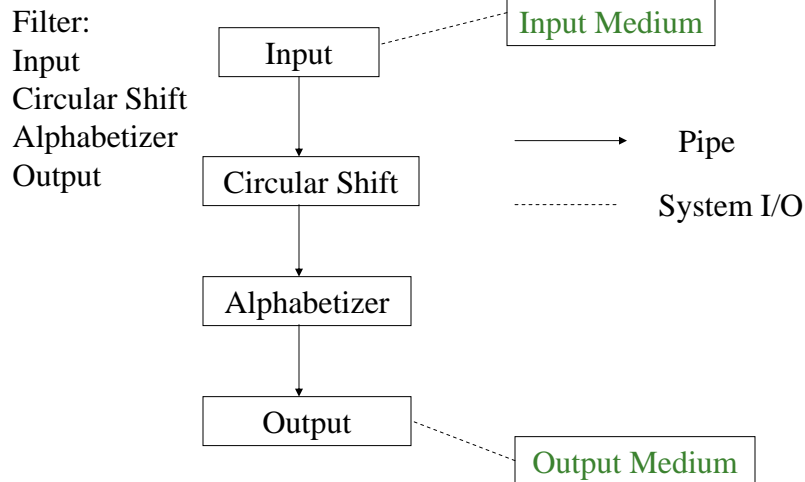 Filter:
Input
Circular Shift
Alphabetizer
Output
Input
Input Medium
Circular Shift
Pipe
System I/O
Alphabetizer
Output
Output Medium